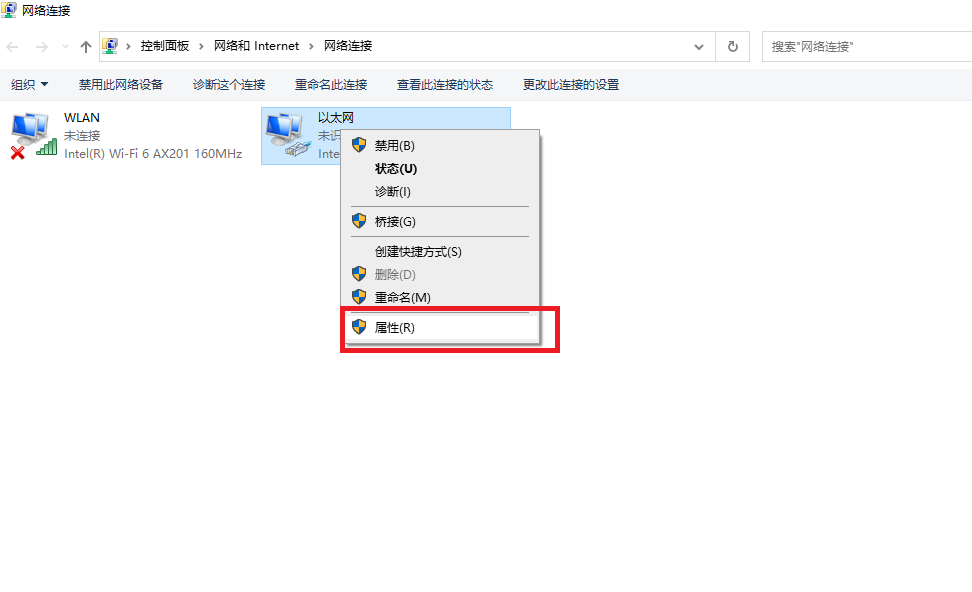 网络连接
控制面板 › 网络和 Internet › 网络连接
搜索"网络连接"
组织 禁用此网络设备 诊断这个连接 重命名此连接 查看此连接的状态 更改此连接的设置
WLAN
未连接
Intel(R) Wi-Fi 6 AX201 160MHz
以太网
未识
Inte
禁用(B)
状态(U)
诊断(I)
桥接(G)
创建快捷方式(S)
删除(D)
重命名(M)
属性(R)